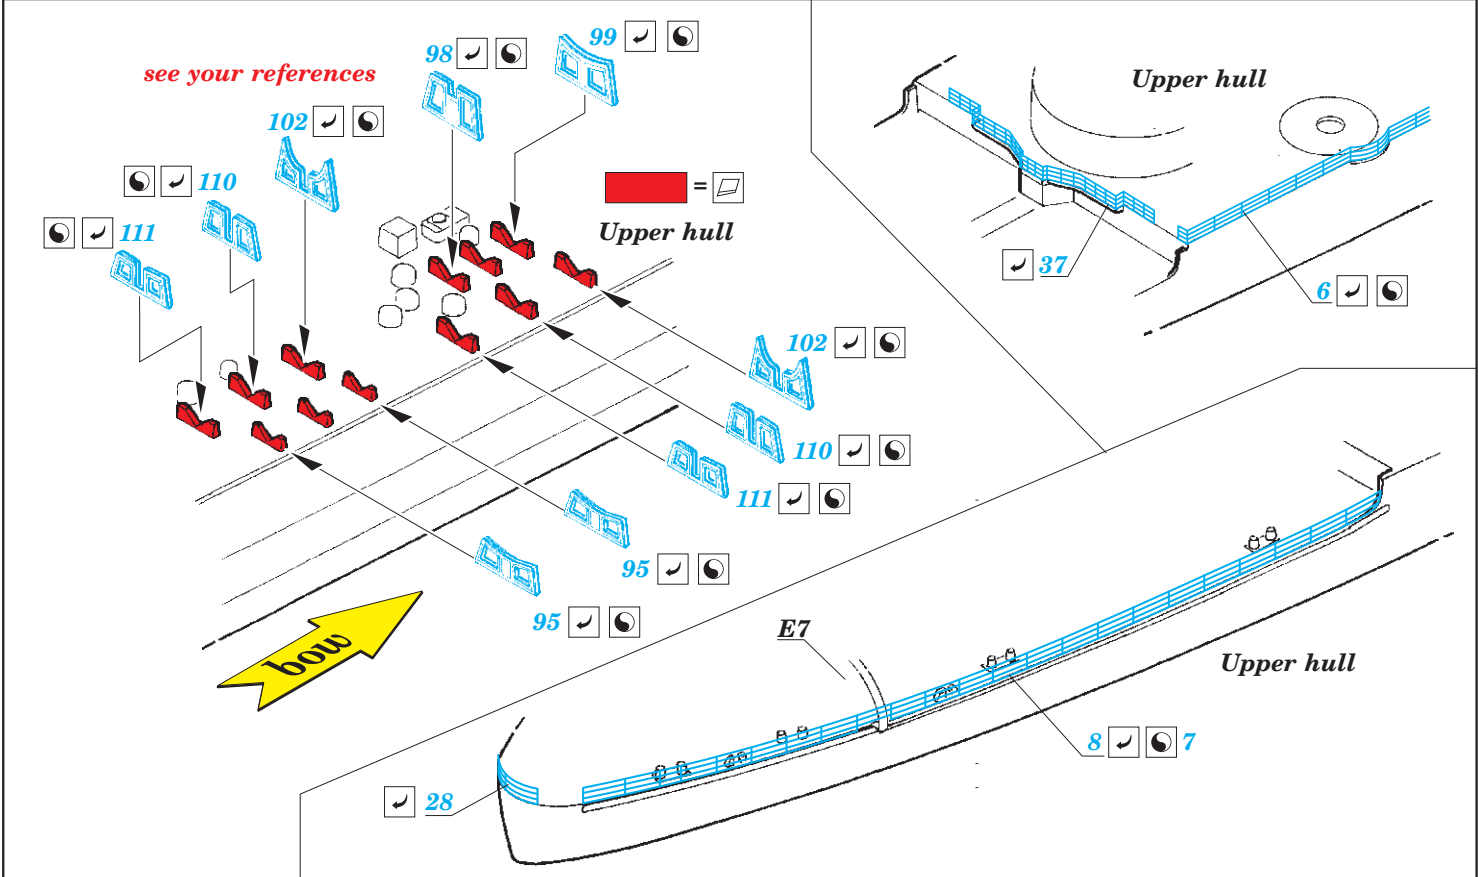 see your references
98
99
102
110
111
=
Upper hull
102
110
111
95
95
bow
Upper hull
37
6
E7
Upper hull
8
7
28